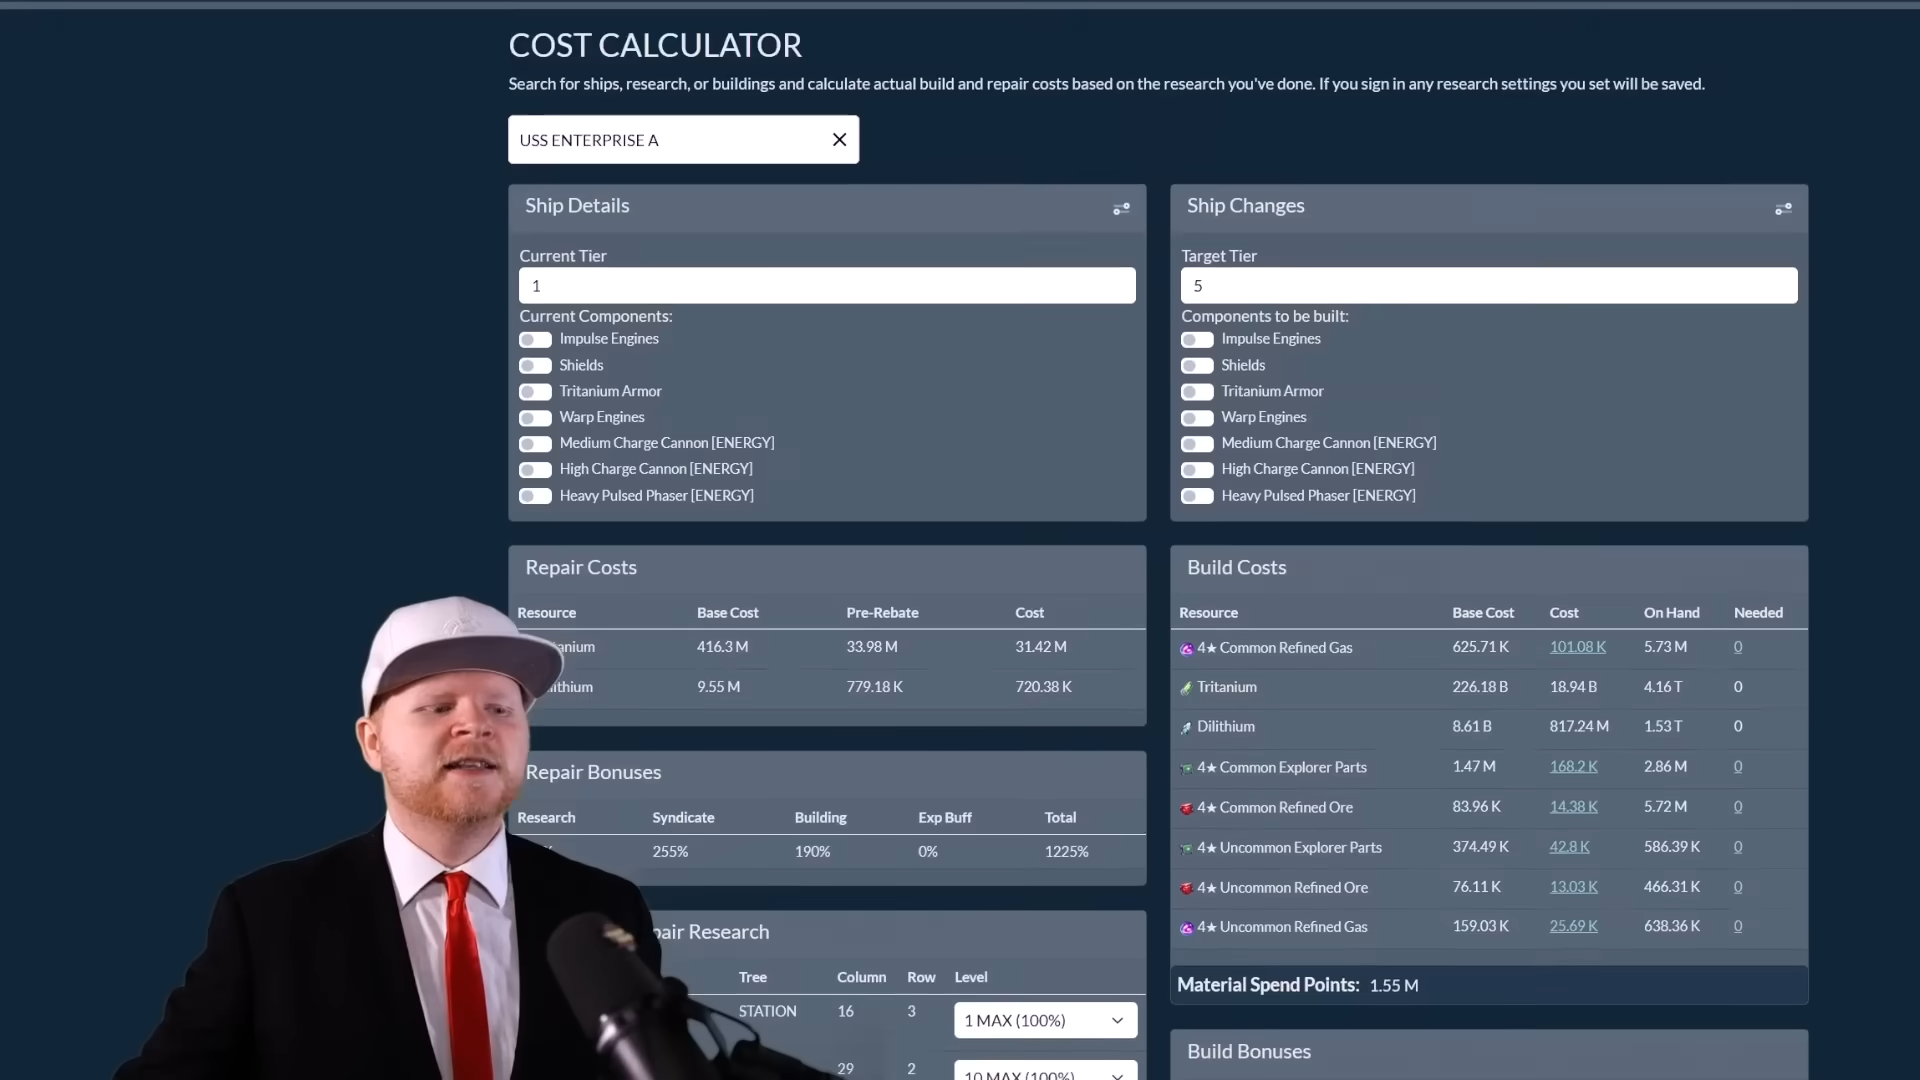 COST CALCULATOR
Search for ships, research, or buildings and calculate actual build and repair costs based on the research you've done. If you sign in any research settings you set will be saved.
USS ENTERPRISE A
Ship Details
Current Tier
1
Current Components:
Impulse Engines
Shields
Tritanium Armor
Warp Engines
Medium Charge Cannon [ENERGY]
High Charge Cannon [ENERGY]
Heavy Pulsed Phaser [ENERGY]
Ship Changes
Target Tier
5
Components to be built:
Impulse Engines
Shields
Tritanium Armor
Warp Engines
Medium Charge Cannon [ENERGY]
High Charge Cannon [ENERGY]
Heavy Pulsed Phaser [ENERGY]
Repair Costs
Resource Base Cost Pre-Rebate Cost
416.3 M 33.98 M 31.42 M
9.55 M 779.18 K 720.38 K
Repair Bonuses
Research Syndicate Building Exp Buff Total
255% 190% 0% 1225%
Research
Tree Column Row Level
STATION 16 3 1 MAX (100%)
29 2 10 MAX (100%)
Build Costs
Resource Base Cost Cost On Hand Needed
4★ Common Refined Gas 625.71 K 101.08 K 5.73 M 0
Tritanium 226.18 B 18.94 B 4.16 T 0
Dilithium 8.61 B 817.24 M 1.53 T 0
4★ Common Explorer Parts 1.47 M 168.2 K 2.86 M 0
4★ Common Refined Ore 83.96 K 14.38 K 5.72 M 0
4★ Uncommon Explorer Parts 374.49 K 42.8 K 586.39 K 0
4★ Uncommon Refined Ore 76.11 K 13.03 K 466.31 K 0
4★ Uncommon Refined Gas 159.03 K 25.69 K 638.36 K 0
Material Spend Points: 1.55 M
Build Bonuses